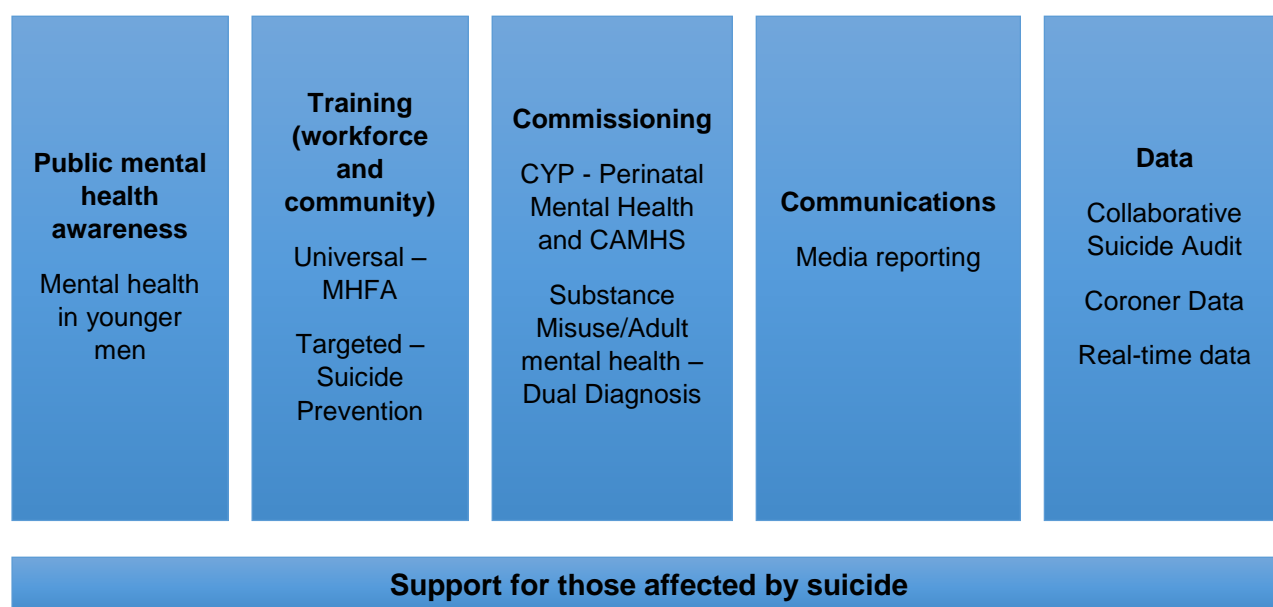 Public mental
health
awareness
Mental health
in younger
men
Training
(workforce
and
community)
Universal –
MHFA
Targeted –
Suicide
Prevention
Commissioning
CYP - Perinatal
Mental Health
and CAMHS
Substance
Misuse/Adult
mental health –
Dual Diagnosis
Communications
Media reporting
Data
Collaborative
Suicide Audit
Coroner Data
Real-time data
Support for those affected by suicide